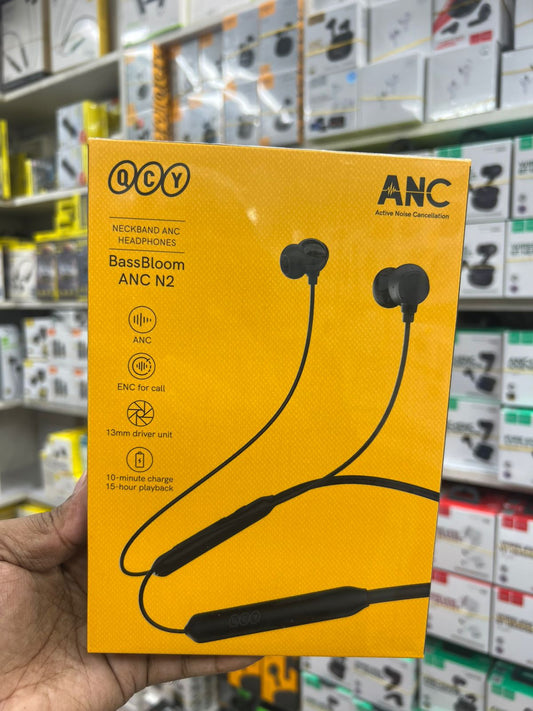 QCY
ANC
Active Noise Cancellation
NECKBAND ANC
HEADPHONES
BassBloom
ANC N2
ANC
ENC for call
13mm driver unit
10-minute charge
15-hour playback
QCY